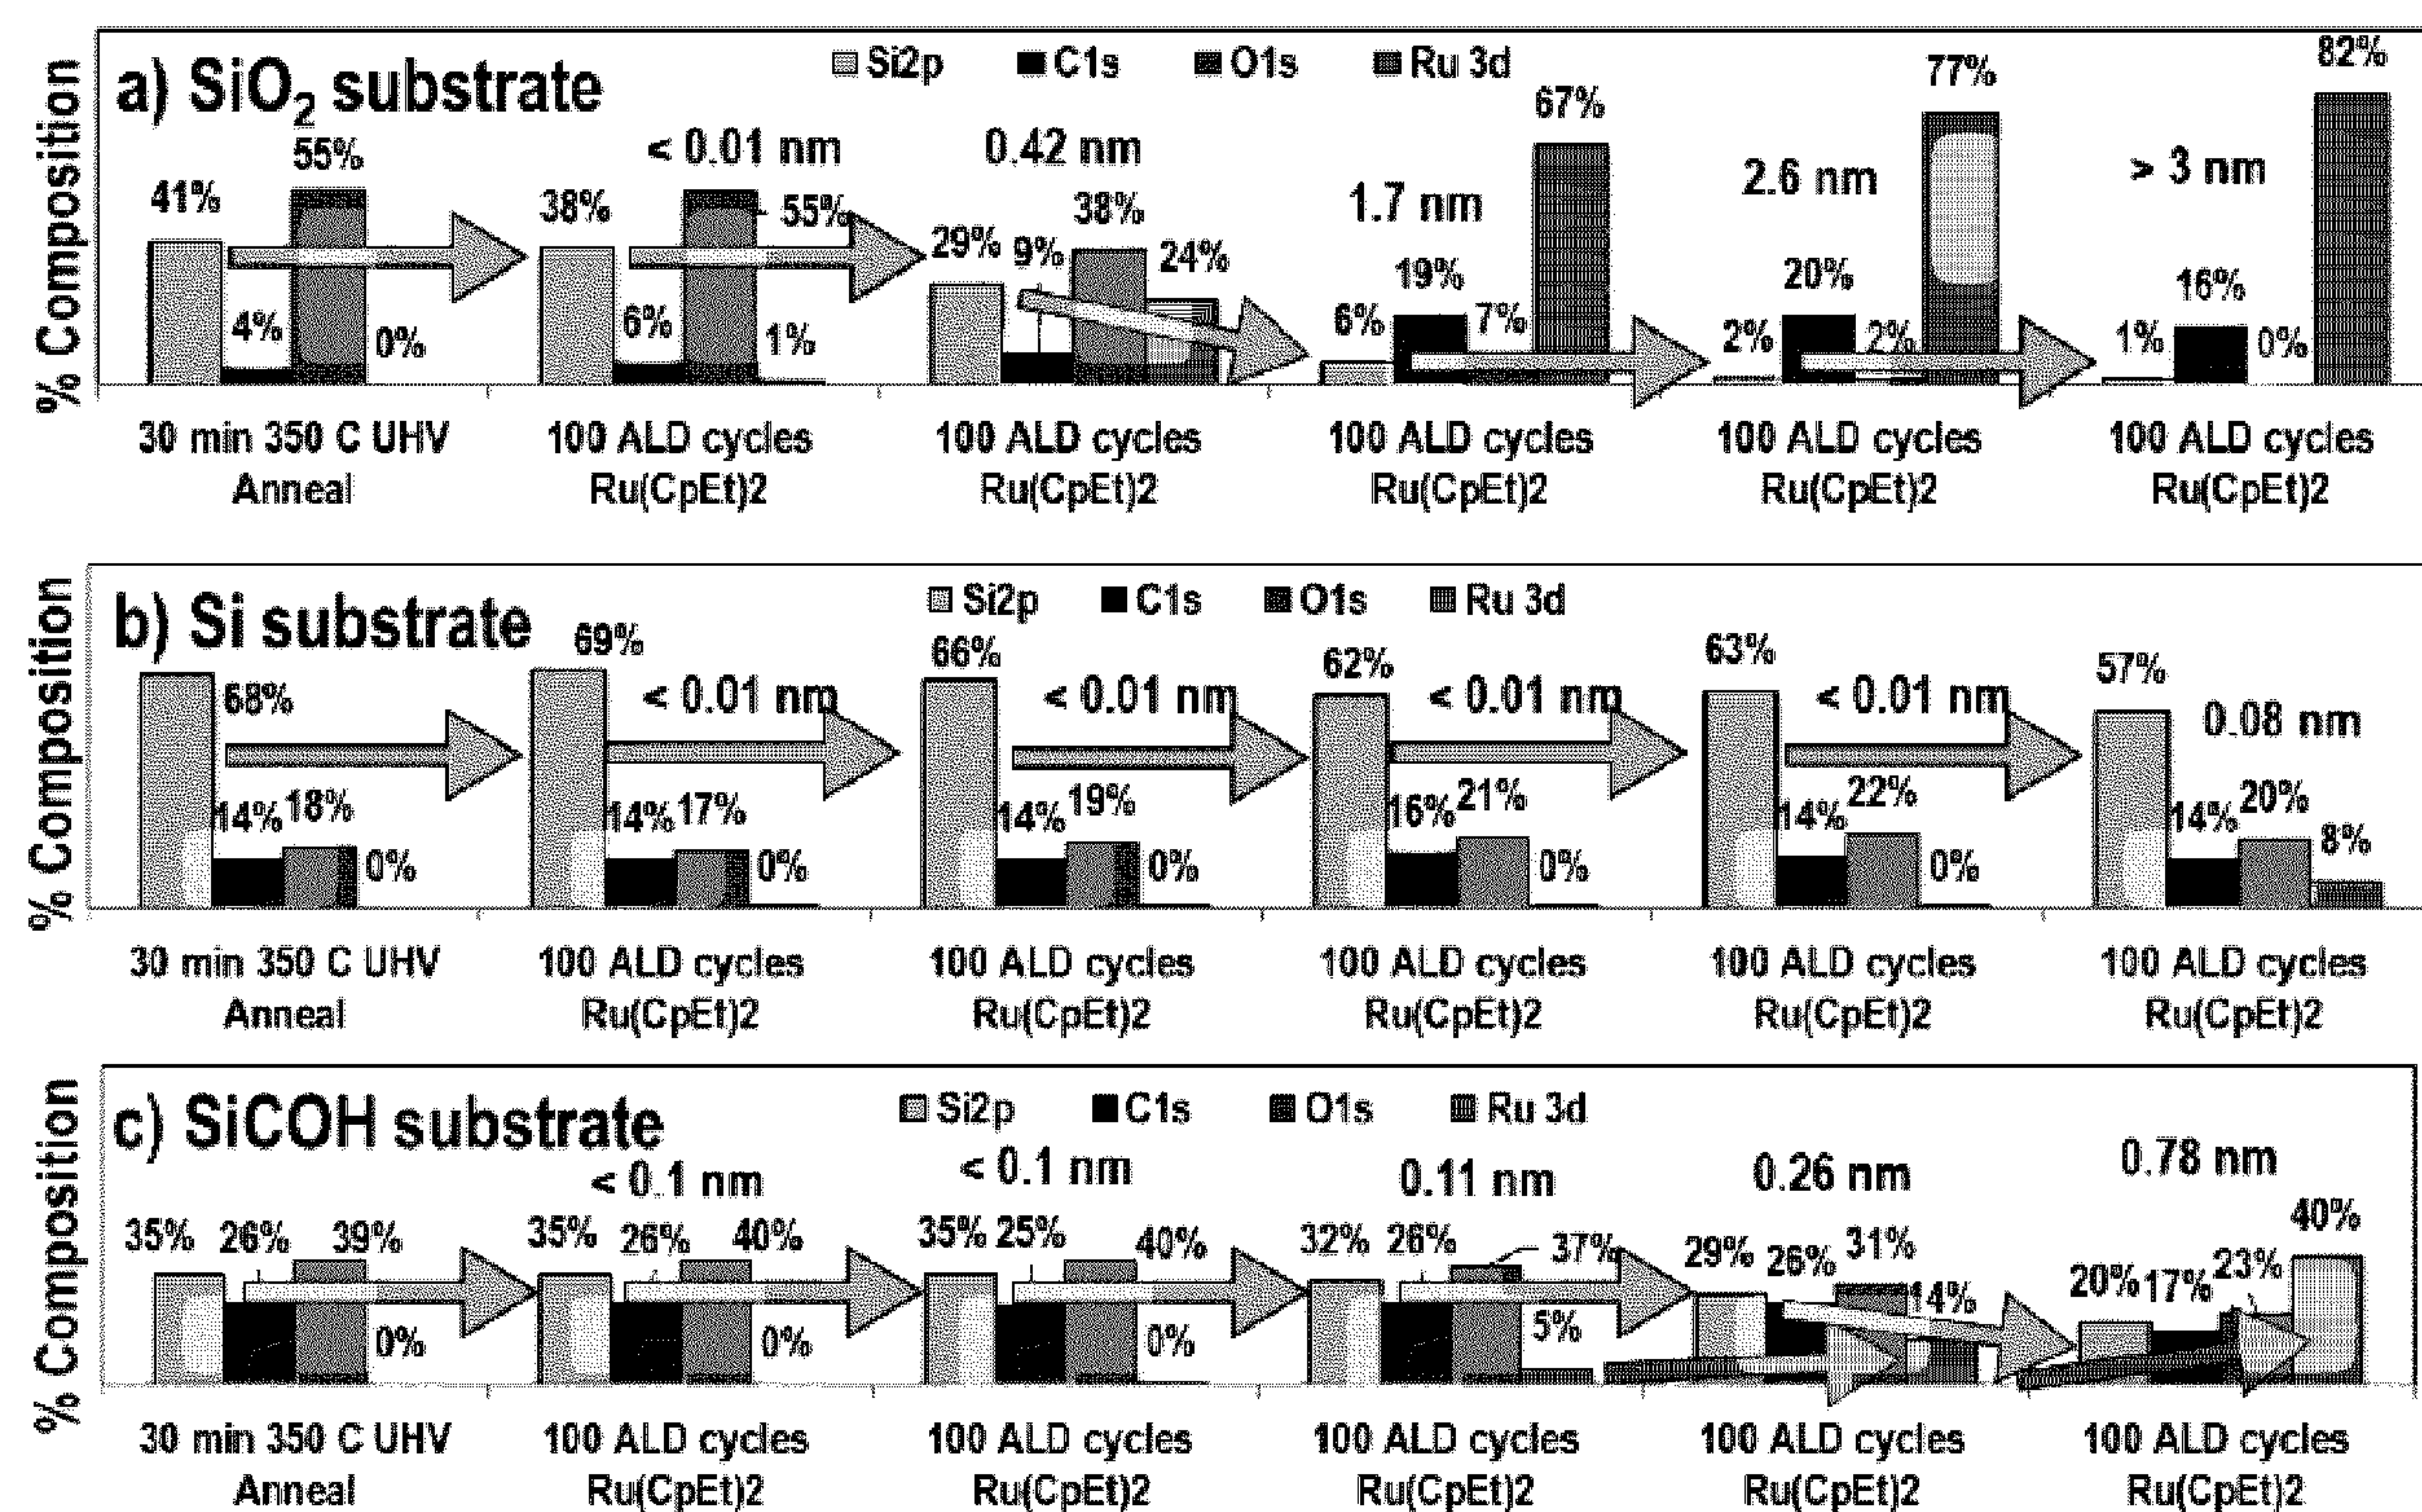 % Composition
a) SiO2 substrate
Si2p C1s O1s Ru 3d
41% 4% 55% 0%
< 0.01 nm
38% 6% 55% 1%
0.42 nm
29% 9% 38% 24%
1.7 nm
6% 19% 7% 67%
2.6 nm
2% 20% 2% 77%
> 3 nm
1% 16% 0% 82%
30 min 350 C UHV 100 ALD cycles 100 ALD cycles 100 ALD cycles 100 ALD cycles 100 ALD cycles
Anneal Ru(CpEt)2 Ru(CpEt)2 Ru(CpEt)2 Ru(CpEt)2 Ru(CpEt)2
% Composition
b) Si substrate
Si2p C1s O1s Ru 3d
68% 14% 18% 0%
< 0.01 nm
69% 14% 17% 0%
< 0.01 nm
66% 14% 19% 0%
< 0.01 nm
62% 16% 21% 0%
< 0.01 nm
63% 14% 22% 0%
0.08 nm
57% 14% 20% 8%
30 min 350 C UHV 100 ALD cycles 100 ALD cycles 100 ALD cycles 100 ALD cycles 100 ALD cycles
Anneal Ru(CpEt)2 Ru(CpEt)2 Ru(CpEt)2 Ru(CpEt)2 Ru(CpEt)2
% Composition
c) SiCOH substrate
Si2p C1s O1s Ru 3d
35% 26% 39% 0%
< 0.1 nm
35% 26% 40% 0%
< 0.1 nm
35% 25% 40% 0%
0.11 nm
32% 26% 37% 5%
0.26 nm
29% 26% 31% 14%
0.78 nm
20% 17% 23% 40%
30 min 350 C UHV 100 ALD cycles 100 ALD cycles 100 ALD cycles 100 ALD cycles 100 ALD cycles
Anneal Ru(CpEt)2 Ru(CpEt)2 Ru(CpEt)2 Ru(CpEt)2 Ru(CpEt)2